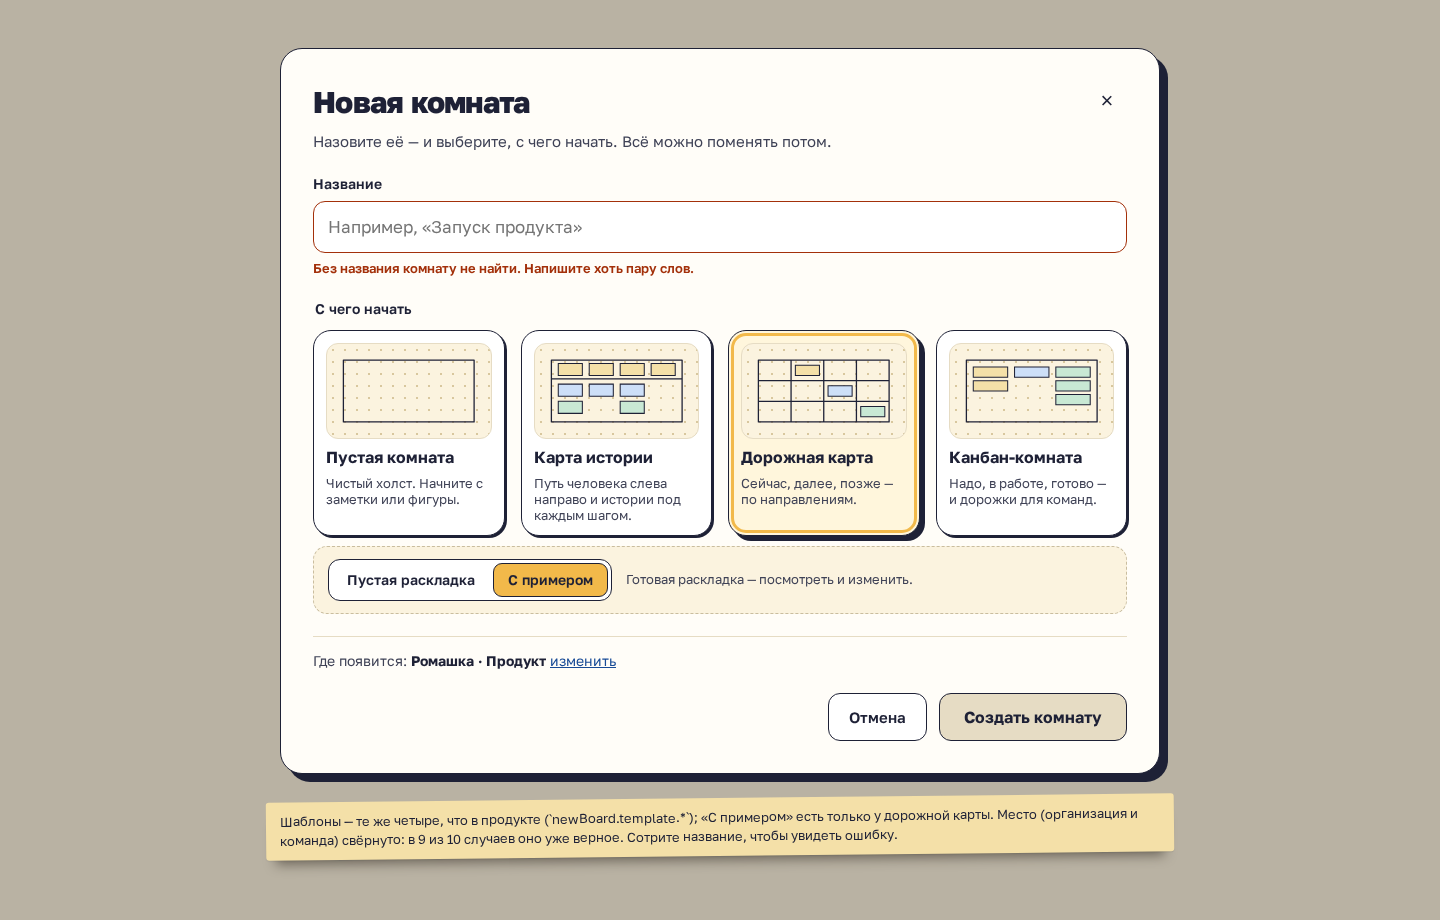 Новая комната
×
Назовите её — и выберите, с чего начать. Всё можно поменять потом.
Название
Например, «Запуск продукта»
Без названия комнату не найти. Напишите хоть пару слов.
С чего начать
Пустая комната
Чистый холст. Начните с
заметки или фигуры.
Карта истории
Путь человека слева
направо и истории под
каждым шагом.
Дорожная карта
Сейчас, далее, позже —
по направлениям.
Канбан-комната
Надо, в работе, готово —
и дорожки для команд.
Пустая раскладка
С примером
Готовая раскладка — посмотреть и изменить.
Где появится: Ромашка · Продукт изменить
Отмена
Создать комнату
Шаблоны — те же четыре, что в продукте (`newBoard.template.*`); «С примером» есть только у дорожной карты. Место (организация и
команда) свёрнуто: в 9 из 10 случаев оно уже верное. Сотрите название, чтобы увидеть ошибку.